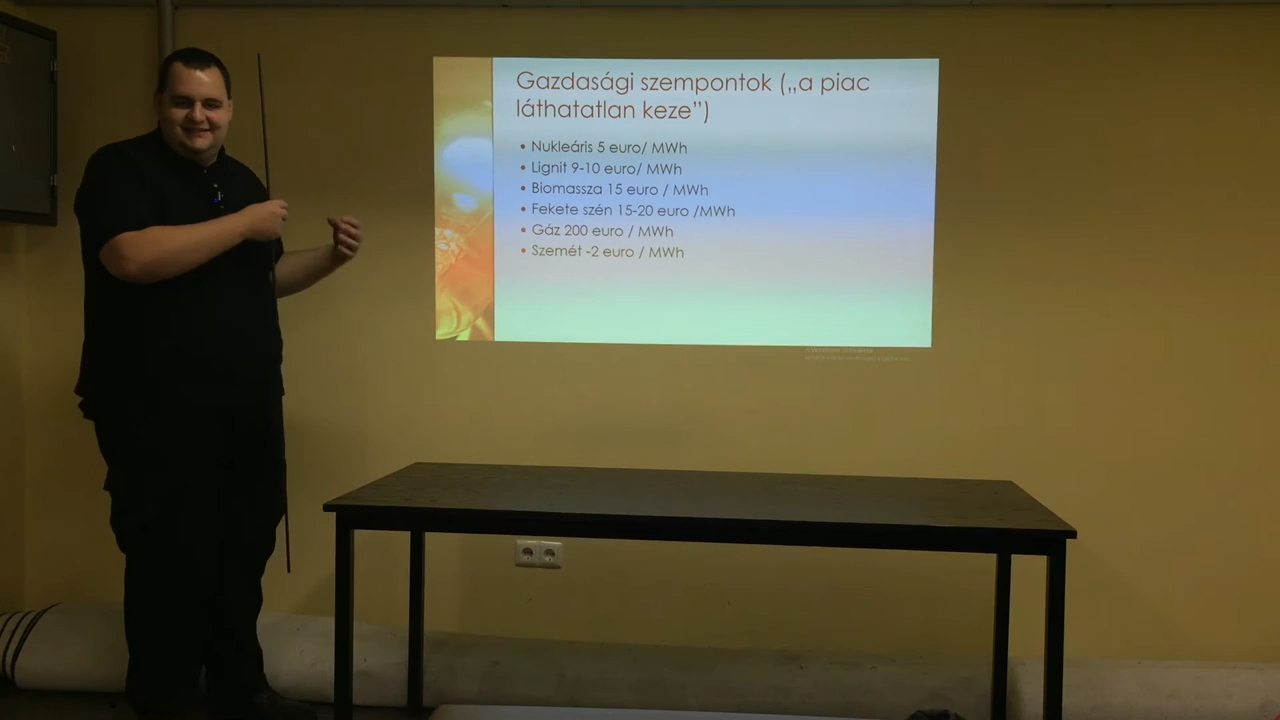 Gazdasági szempontok („a piac
láthatatlan keze”)
• Nukleáris 5 euro/ MWh
• Lignit 9-10 euro/ MWh
• Biomassza 15 euro / MWh
• Fekete szén 15-20 euro /MWh
• Gáz 200 euro / MWh
• Szemét -2 euro / MWh